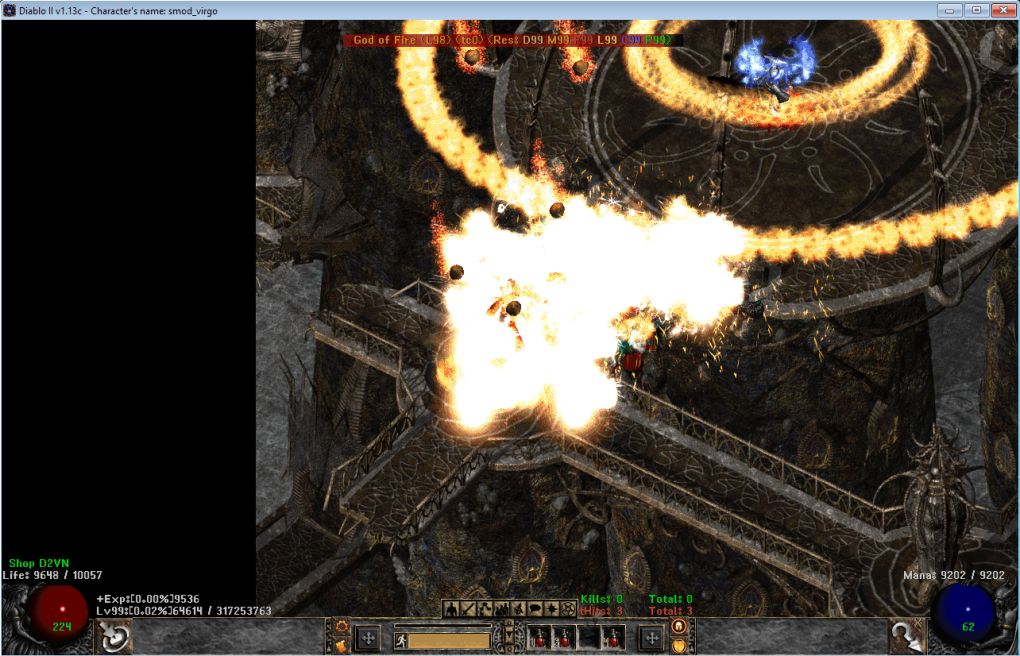 Diablo II v1.13c - Character's name: smod_virgo
God of Fire (L98) (tc0) (Res: D99 M99 F99 L99 C99 P99)
Shop D2VN
Life: 9648 / 10057
Mana: 9202 / 9202
+Exp:[0.00%]9536
Lv99:[0.02%]64614 / 317253763
Kills: 0 Total: 0
Hits: 3 Total: 3
224
62